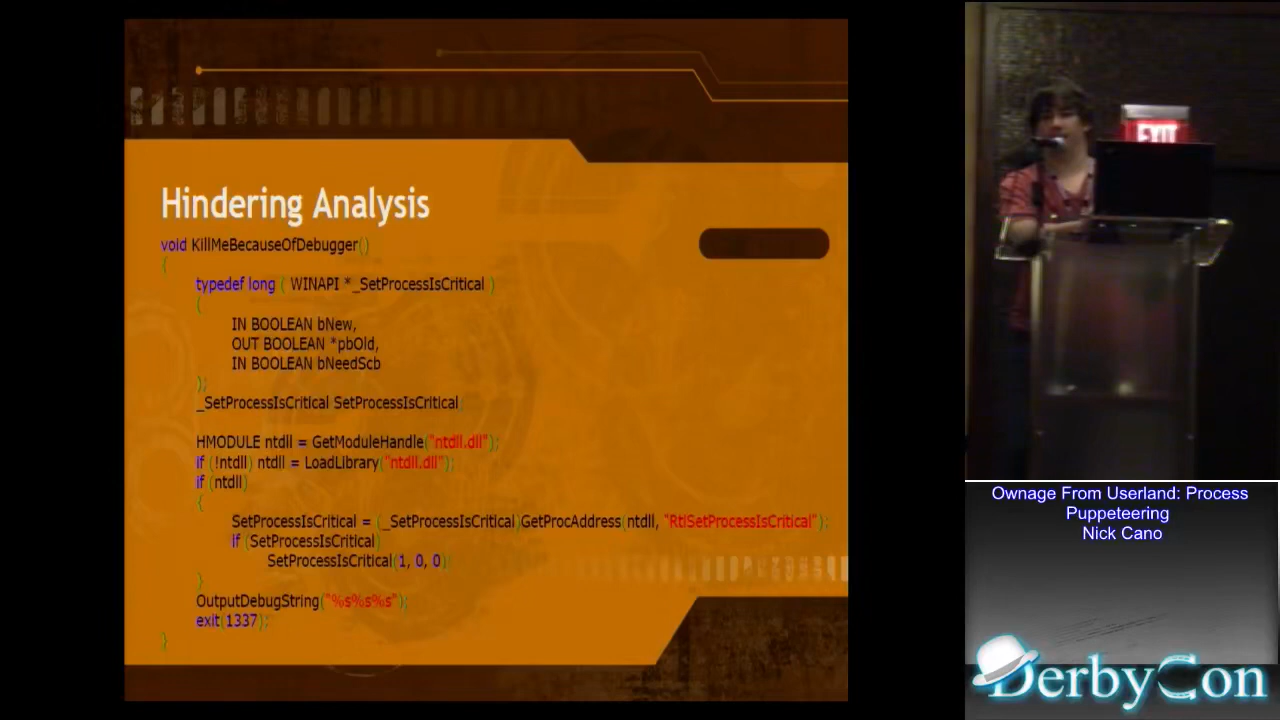 Hindering Analysis
void KillMeBecauseOfDebugger()
{
typedef long ( WINAPI *_SetProcessIsCritical )
(
IN BOOLEAN bNew,
OUT BOOLEAN *pbOld,
IN BOOLEAN bNeedScb
);
_SetProcessIsCritical SetProcessIsCritical;
HMODULE ntdll = GetModuleHandle("ntdll.dll");
if (!ntdll) ntdll = LoadLibrary("ntdll.dll");
if (ntdll)
{
SetProcessIsCritical = (_SetProcessIsCritical)GetProcAddress(ntdll, "RtlSetProcessIsCritical");
if (SetProcessIsCritical)
SetProcessIsCritical(1, 0, 0);
}
OutputDebugString("%s%s%s");
exit(1337);
}
EXIT
Ownage From Userland: Process
Puppeteering
Nick Cano
DerbyCon